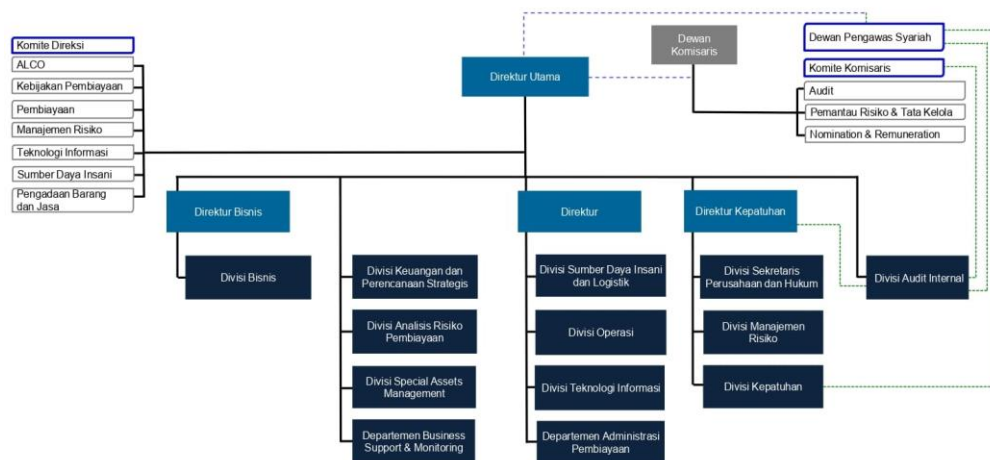 Komite Direksi
ALCO
Kebijakan Pembiayaan
Pembiayaan
Manajemen Risiko
Teknologi Informasi
Sumber Daya Insani
Pengadaan Barang
dan Jasa
Direktur Utama
Dewan
Komisaris
Dewan Pengawas Syariah
Komite Komisaris
Audit
Pemantau Risiko & Tata Kelola
Nomination & Remuneration
Direktur Bisnis
Direktur
Direktur Kepatuhan
Divisi Bisnis
Divisi Keuangan dan
Perencanaan Strategis
Divisi Analisis Risiko
Pembiayaan
Divisi Special Assets
Management
Departemen Business
Support & Monitoring
Divisi Sumber Daya Insani
dan Logistik
Divisi Operasi
Divisi Teknologi Informasi
Departemen Administrasi
Pembiayaan
Divisi Sekretaris
Perusahaan dan Hukum
Divisi Manajemen
Risiko
Divisi Kepatuhan
Divisi Audit Internal